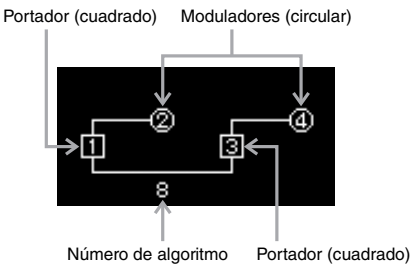 Portador (cuadrado) Moduladores (circular)
2 4
1 3
8
Número de algoritmo Portador (cuadrado)